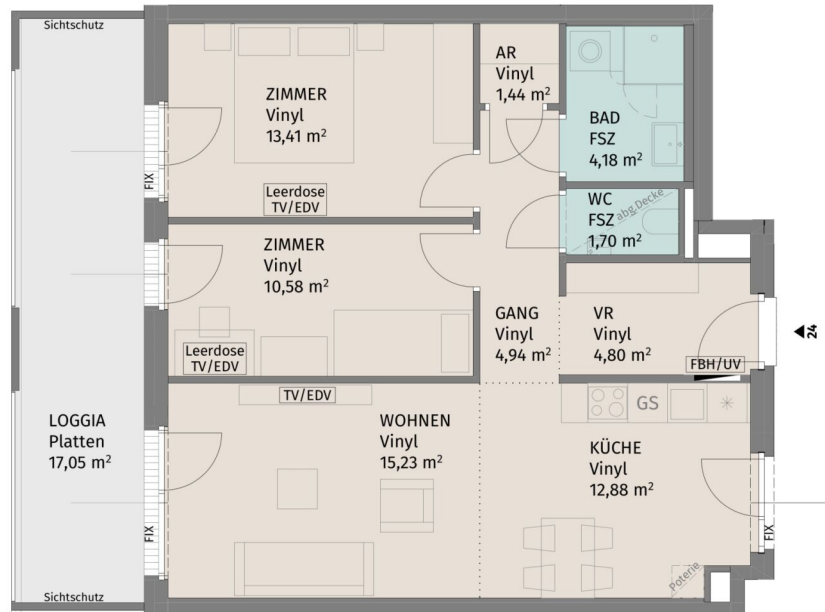 Sichtschutz
ZIMMER
Vinyl
13,41 m²
Leerdose
TV/EDV
FIX
AR
Vinyl
1,44 m²
BAD
FSZ
4,18 m²
WC
FSZ
1,70 m²
abg.Decke
ZIMMER
Vinyl
10,58 m²
Leerdose
TV/EDV
GANG
Vinyl
4,94 m²
VR
Vinyl
4,80 m²
FBH/UV
24
LOGGIA
Platten
17,05 m²
TV/EDV
WOHNEN
Vinyl
15,23 m²
GS
KÜCHE
Vinyl
12,88 m²
FIX
FIX
Poterie
Sichtschutz